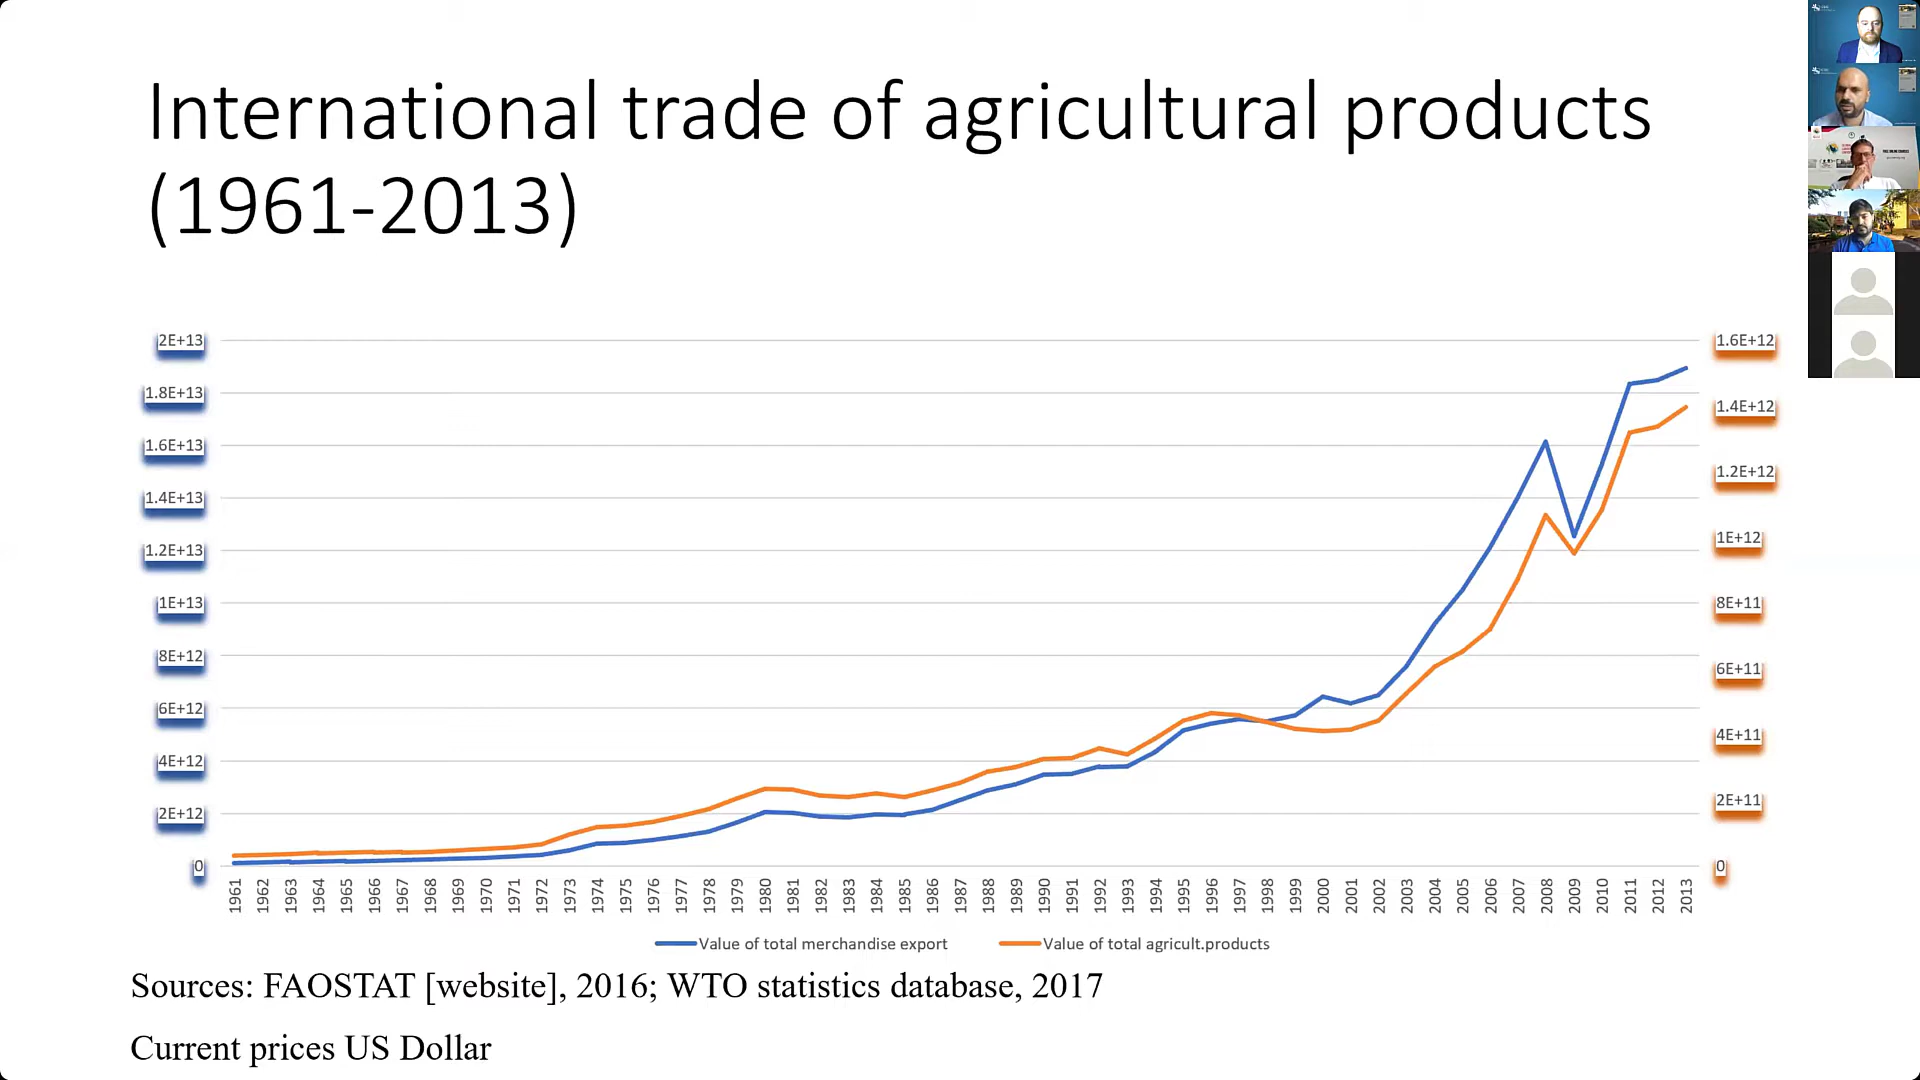 International trade of agricultural products
(1961-2013)
2E+13
1.8E+13
1.6E+13
1.4E+13
1.2E+13
1E+13
8E+12
6E+12
4E+12
2E+12
0
1.6E+12
1.4E+12
1.2E+12
1E+12
8E+11
6E+11
4E+11
2E+11
0
1961 1962 1963 1964 1965 1966 1967 1968 1969 1970 1971 1972 1973 1974 1975 1976 1977 1978 1979 1980 1981 1982 1983 1984 1985 1986 1987 1988 1989 1990 1991 1992 1993 1994 1995 1996 1997 1998 1999 2000 2001 2002 2003 2004 2005 2006 2007 2008 2009 2010 2011 2012 2013
Value of total merchandise export Value of total agricult.products
Sources: FAOSTAT [website], 2016; WTO statistics database, 2017
Current prices US Dollar